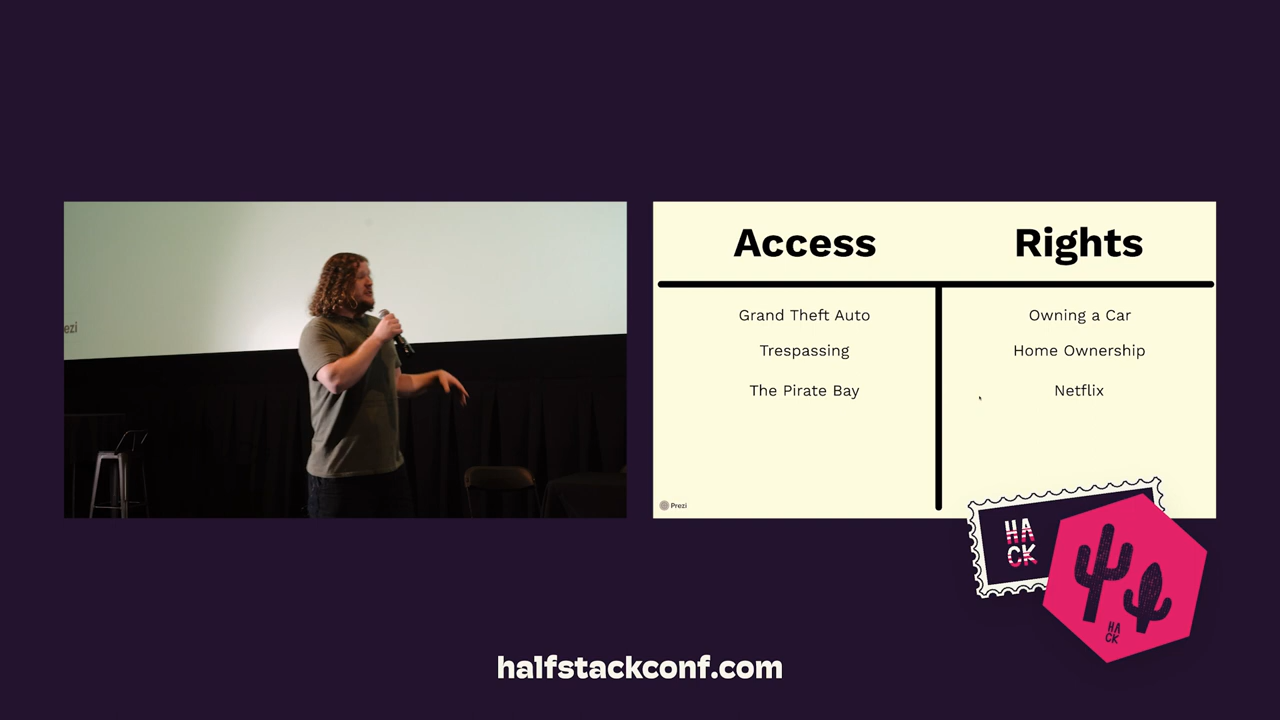 ezi
Access
Rights
Grand Theft Auto
Owning a Car
Trespassing
Home Ownership
The Pirate Bay
Netflix
Prezi
HA
CK
HA
CK
halfstackconf.com